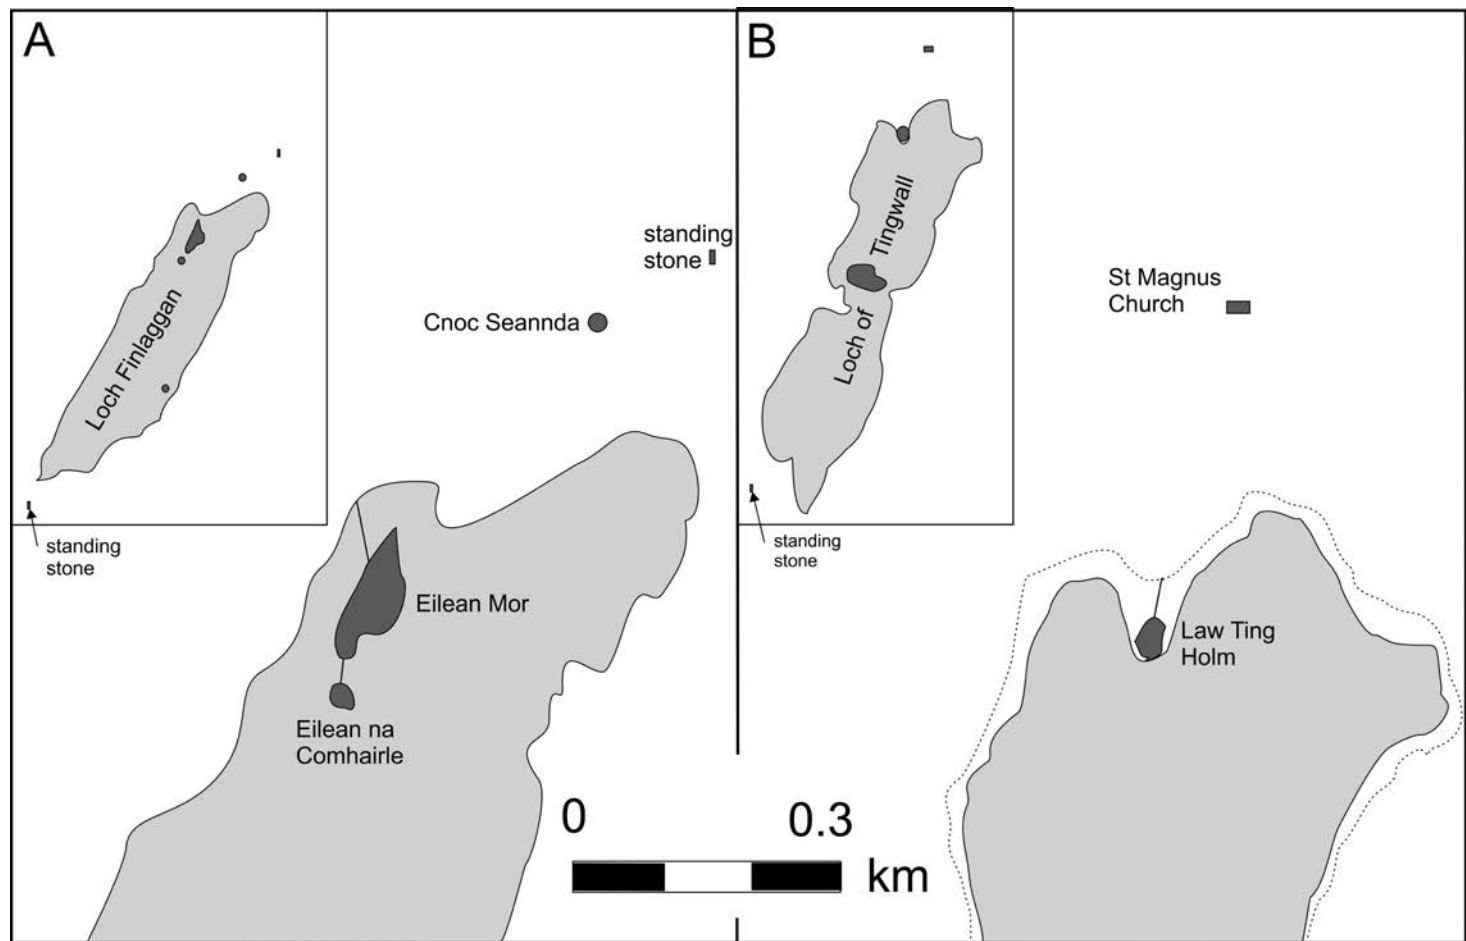 A
Loch Finlaggan
standing
stone
standing
stone
Cnoc Seannda
Eilean Mor
Eilean na
Comhairle
B
Loch of Tingwall
standing
stone
St Magnus
Church
Law Ting
Holm
0 0.3
km